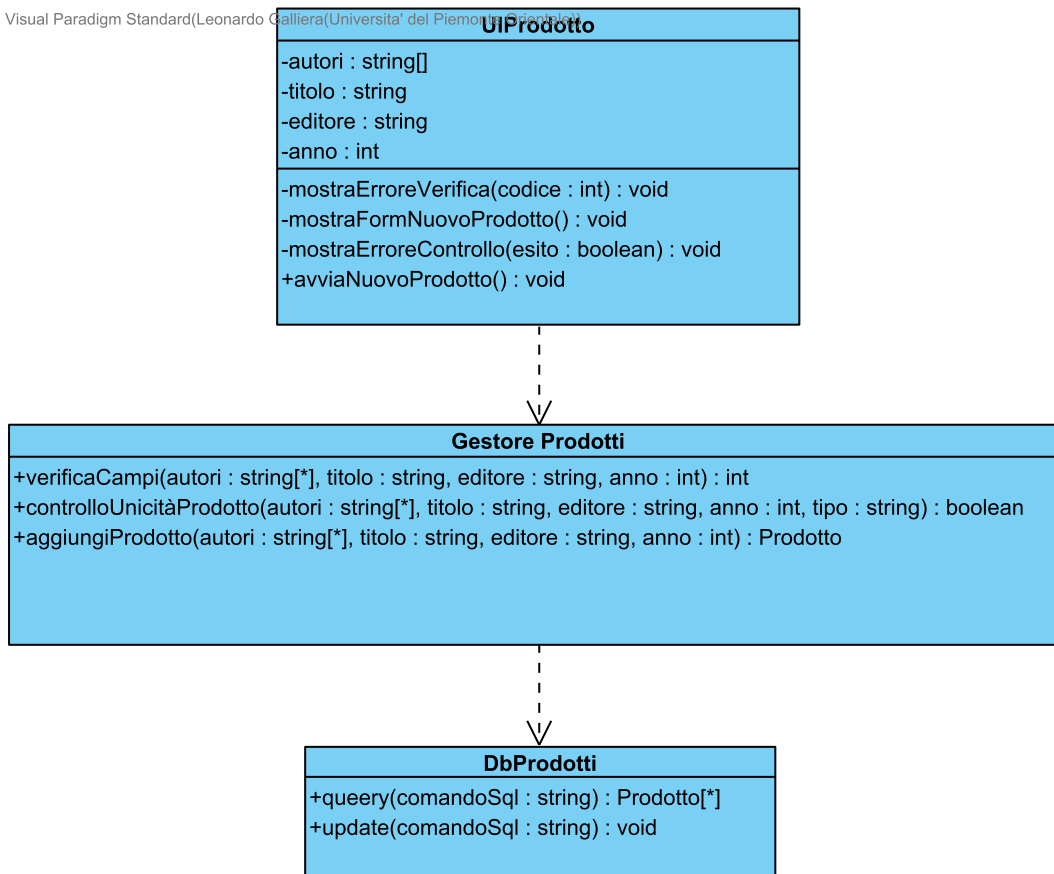 Visual Paradigm Standard(Leonardo Galliera(Universita' del Piemonte Orientale))
UIProdotto
-autori : string[]
-titolo : string
-editore : string
-anno : int
-mostraErroreVerifica(codice : int) : void
-mostraFormNuovoProdotto() : void
-mostraErroreControllo(esito : boolean) : void
+avviaNuovoProdotto() : void
Gestore Prodotti
+verificaCampi(autori : string[*], titolo : string, editore : string, anno : int) : int
+controlloUnicitàProdotto(autori : string[*], titolo : string, editore : string, anno : int, tipo : string) : boolean
+aggiungiProdotto(autori : string[*], titolo : string, editore : string, anno : int) : Prodotto
DbProdotti
+queery(comandoSql : string) : Prodotto[*]
+update(comandoSql : string) : void